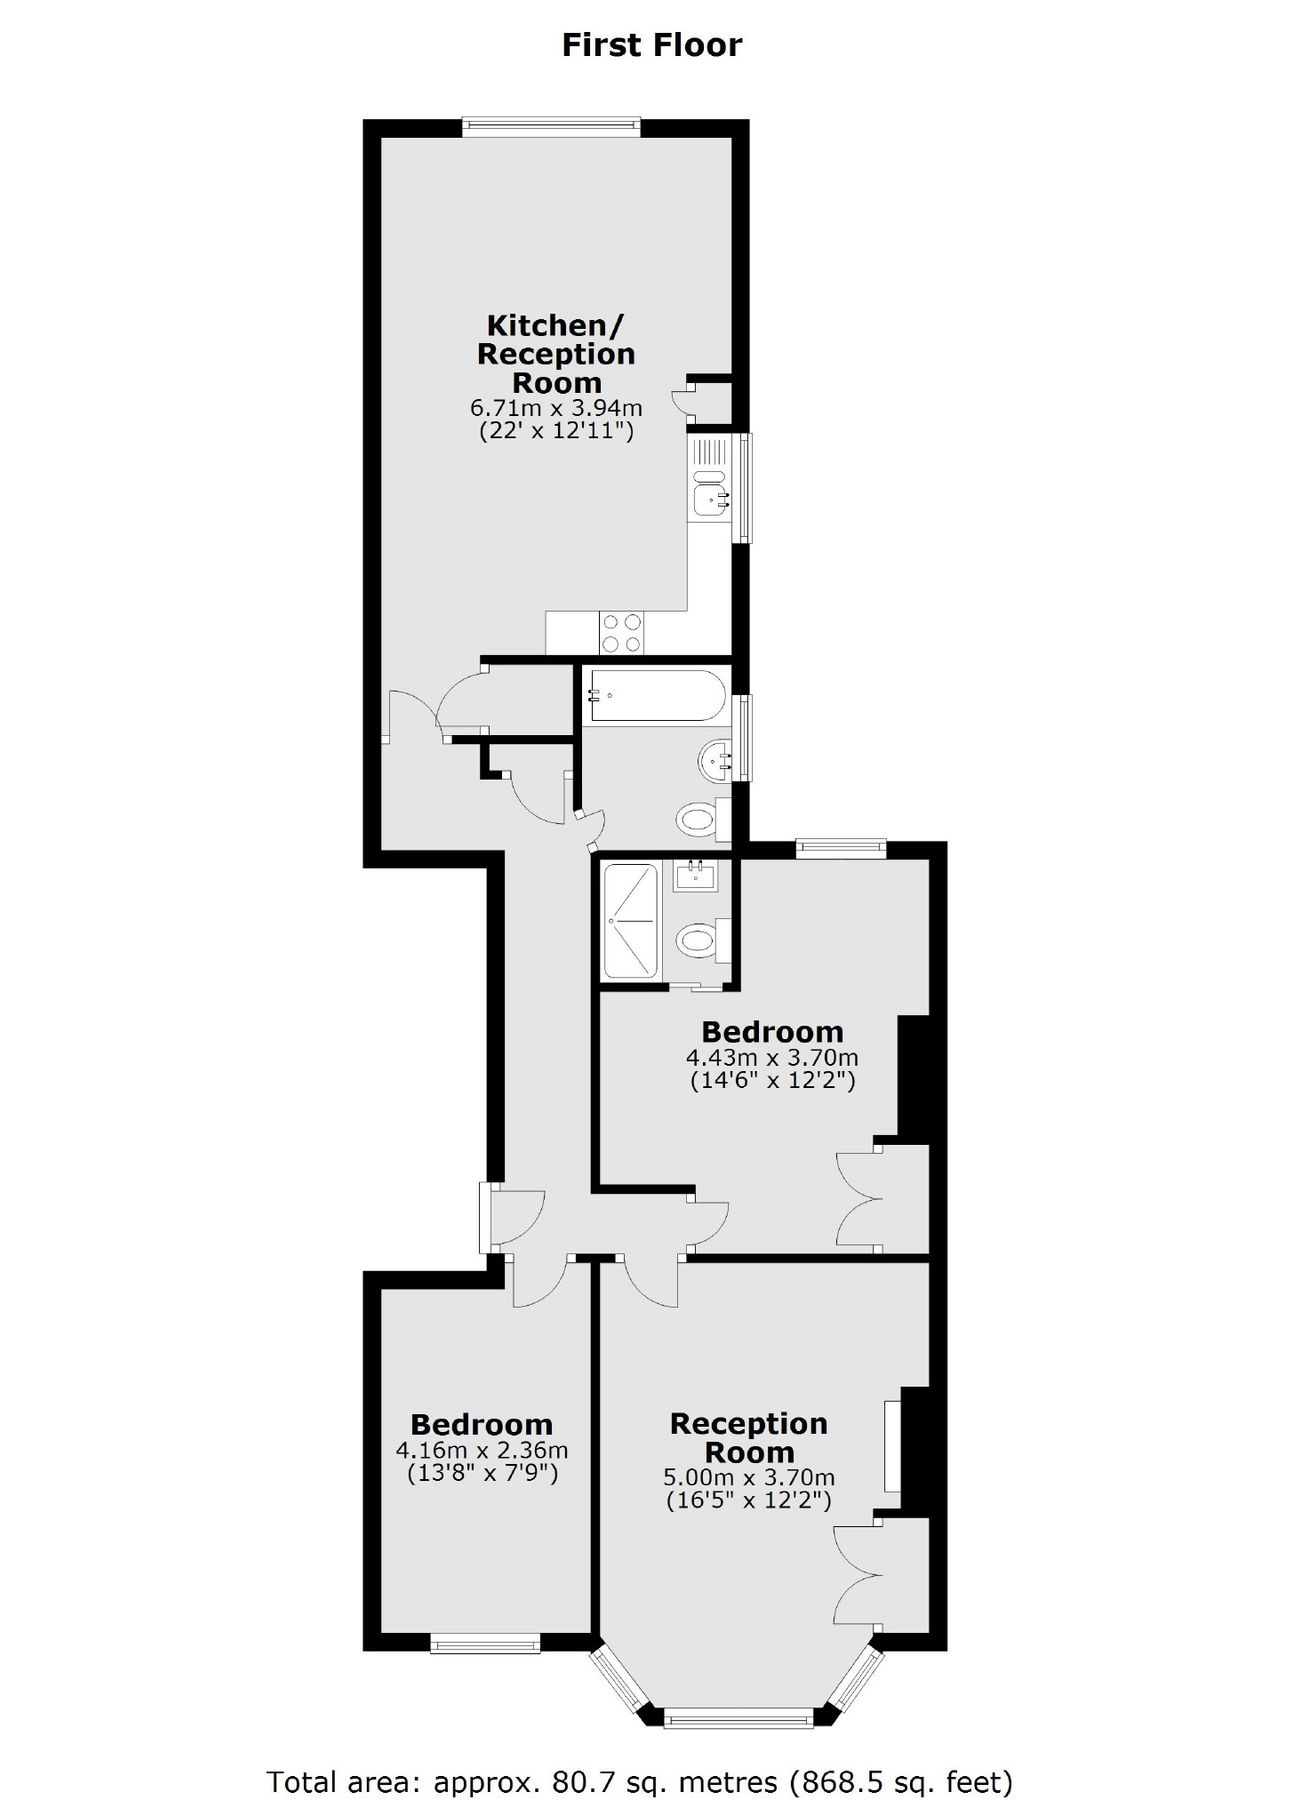 First Floor
Kitchen/
Reception
Room
6.71m x 3.94m
(22' x 12'11")
Bedroom
4.43m x 3.70m
(14'6" x 12'2")
Bedroom
4.16m x 2.36m
(13'8" x 7'9")
Reception
Room
5.00m x 3.70m
(16'5" x 12'2")
Total area: approx. 80.7 sq. metres (868.5 sq. feet)